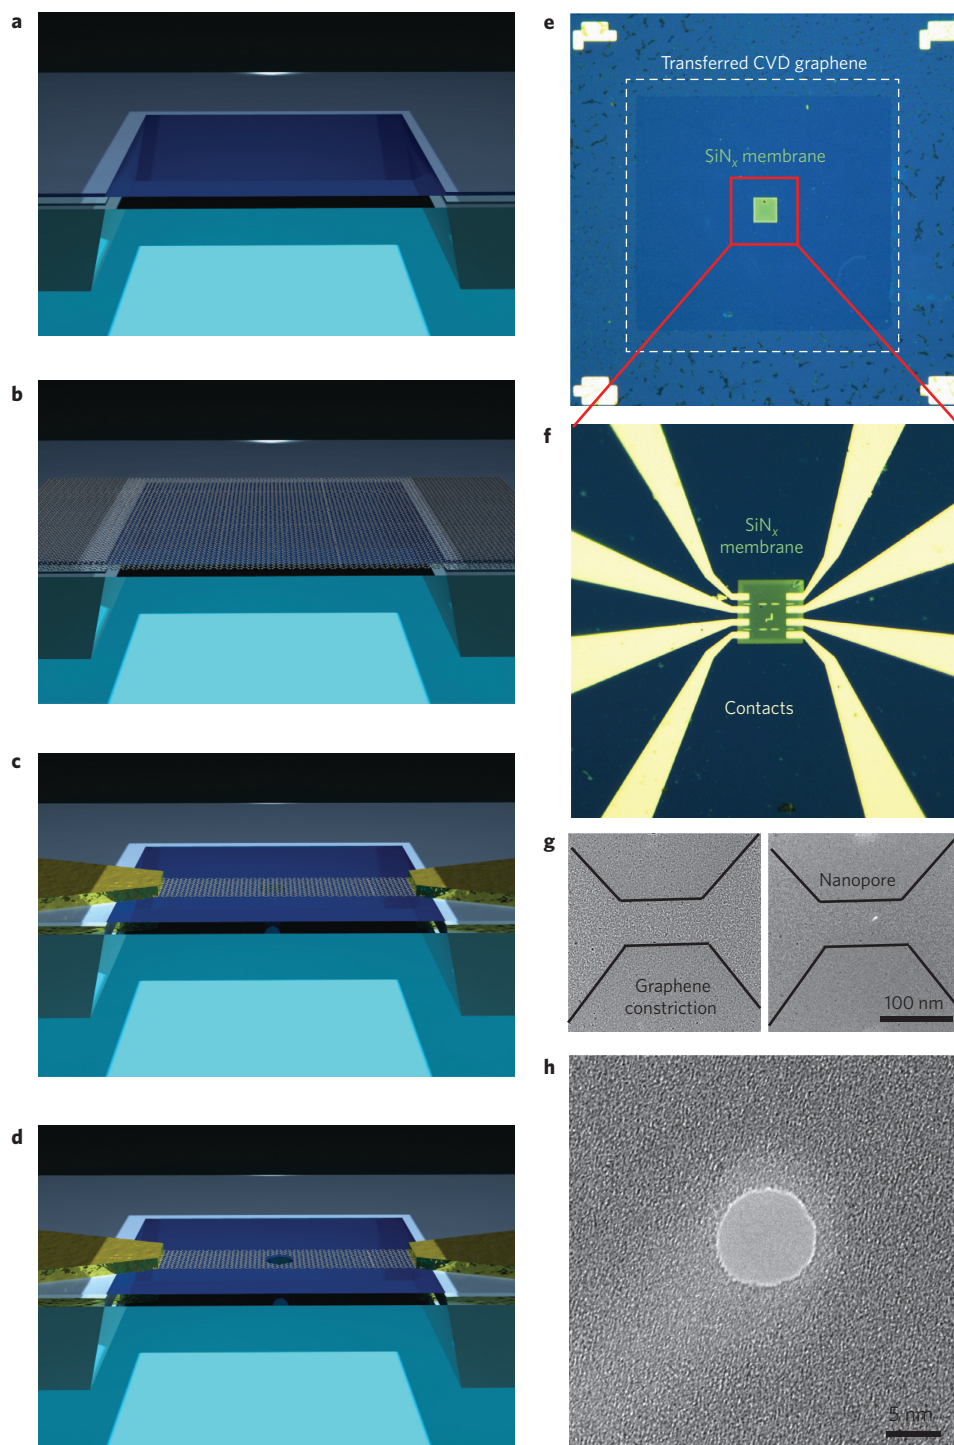 a
b
c
d
e
Transferred CVD graphene
SiNx membrane
f
SiNx
membrane
Contacts
g
Graphene
constriction
Nanopore
100 nm
h
5 nm